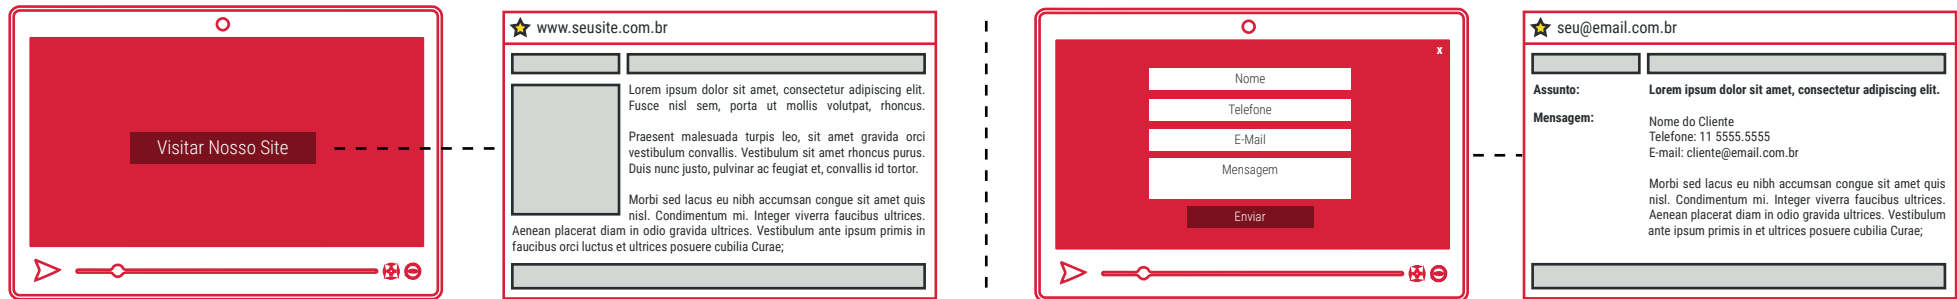 Visitar Nosso Site
www.seusite.com.br
Lorem ipsum dolor sit amet, consectetur adipiscing elit.
Fusce nisl sem, porta ut mollis volutpat, rhoncus.
Praesent malesuada turpis leo, sit amet gravida orci
vestibulum convallis. Vestibulum sit amet rhoncus purus.
Duis nunc justo, pulvinar ac feugiat et, convallis id tortor.
Morbi sed lacus eu nibh accumsan congue sit amet quis
nisl. Condimentum mi. Integer viverra faucibus ultrices.
Aenean placerat diam in odio gravida ultrices. Vestibulum ante ipsum primis in
faucibus orci luctus et ultrices posuere cubilia Curae;
x
Nome
Telefone
E-Mail
Mensagem
Enviar
seu@email.com.br
Assunto: Lorem ipsum dolor sit amet, consectetur adipiscing elit.
Mensagem: Nome do Cliente
Telefone: 11 5555.5555
E-mail: cliente@email.com.br
Morbi sed lacus eu nibh accumsan congue sit amet quis
nisl. Condimentum mi. Integer viverra faucibus ultrices.
Aenean placerat diam in odio gravida ultrices. Vestibulum
ante ipsum primis in et ultrices posuere cubilia Curae;